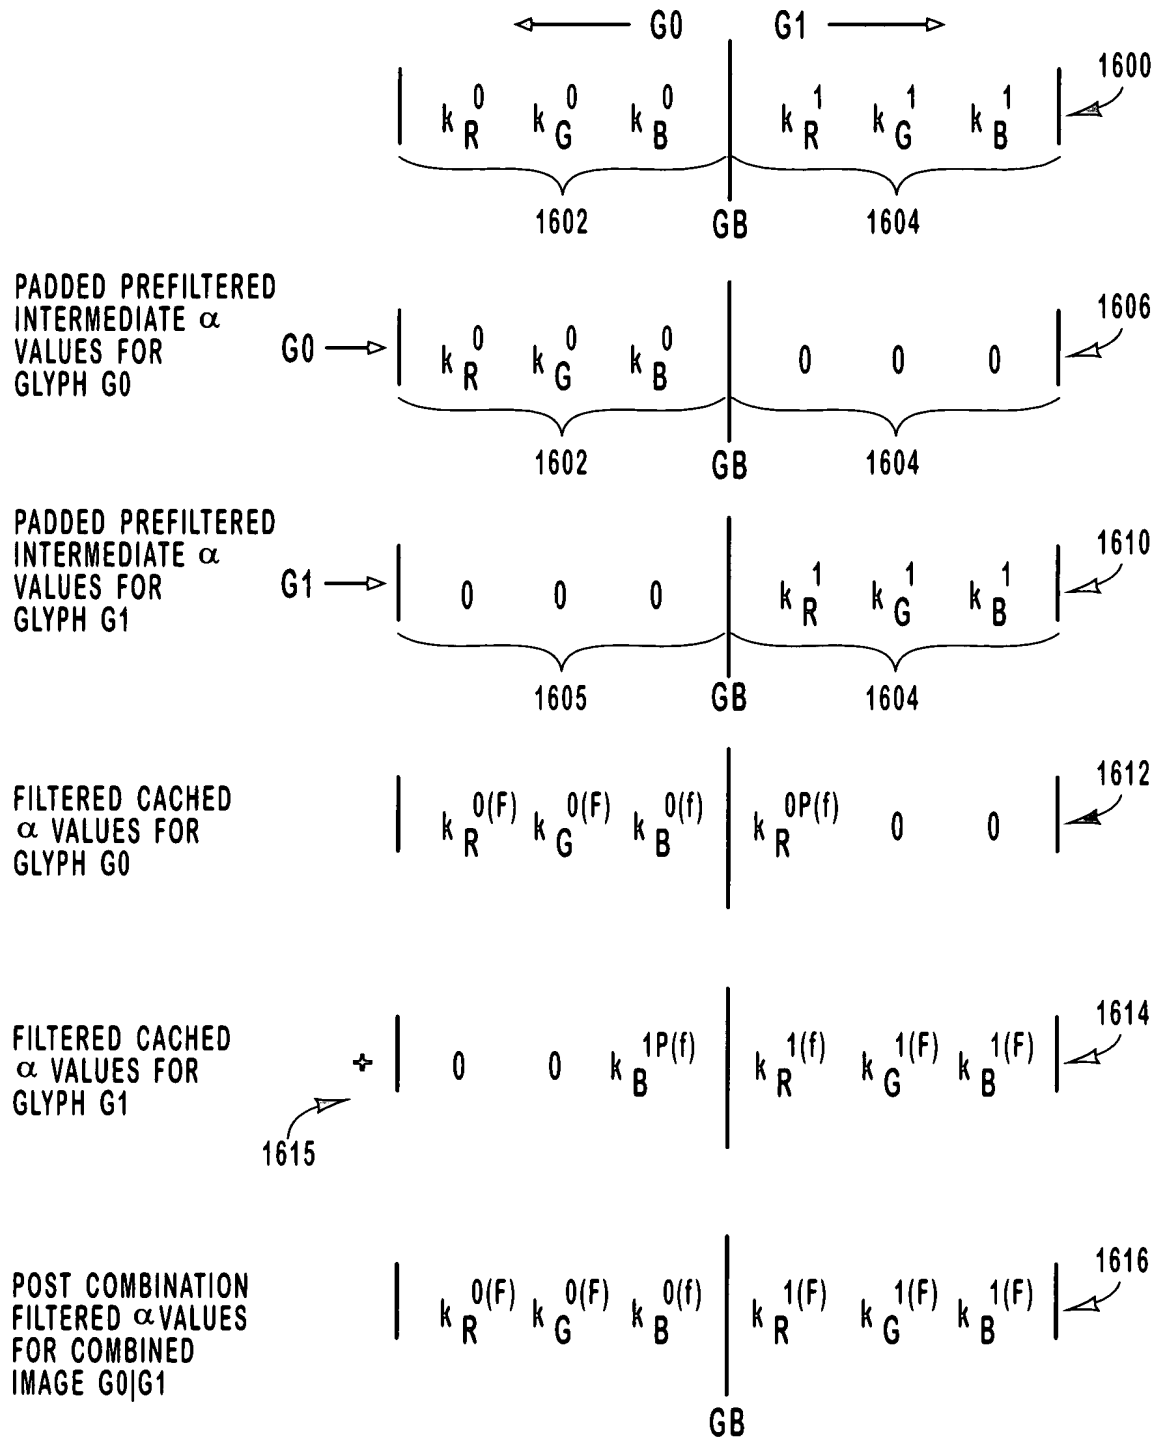 G0 G1
k R 0 k G 0 k B 0 k R 1 k G 1 k B 1 1600
1602 GB 1604
PADDED PREFILTERED
INTERMEDIATE α
VALUES FOR
GLYPH G0
G0 k R 0 k G 0 k B 0 0 0 0 1606
1602 GB 1604
PADDED PREFILTERED
INTERMEDIATE α
VALUES FOR
GLYPH G1
G1 0 0 0 k R 1 k G 1 k B 1 1610
1605 GB 1604
FILTERED CACHED
α VALUES FOR
GLYPH G0
k R 0(F) k G 0(F) k B 0(f) k R 0P(f) 0 0 1612
FILTERED CACHED
α VALUES FOR
GLYPH G1
+ 0 0 k B 1P(f) k R 1(f) k G 1(F) k B 1(F) 1614
1615
POST COMBINATION
FILTERED α VALUES
FOR COMBINED
IMAGE G0|G1
k R 0(F) k G 0(F) k B 0(f) k R 1(F) k G 1(F) k B 1(F) 1616
GB